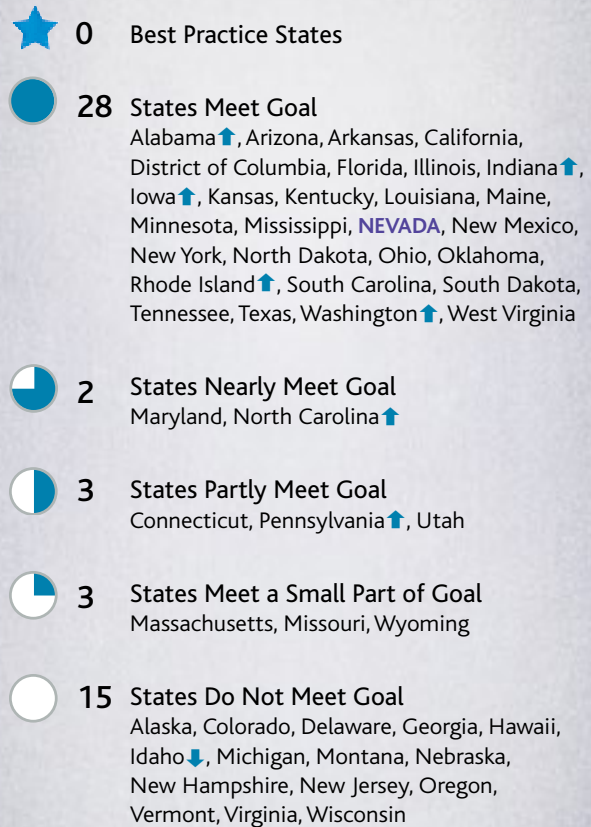 0 Best Practice States
28 States Meet Goal
Alabama⬆, Arizona, Arkansas, California,
District of Columbia, Florida, Illinois, Indiana⬆,
Iowa⬆, Kansas, Kentucky, Louisiana, Maine,
Minnesota, Mississippi, NEVADA, New Mexico,
New York, North Dakota, Ohio, Oklahoma,
Rhode Island⬆, South Carolina, South Dakota,
Tennessee, Texas, Washington⬆, West Virginia
2 States Nearly Meet Goal
Maryland, North Carolina⬆
3 States Partly Meet Goal
Connecticut, Pennsylvania⬆, Utah
3 States Meet a Small Part of Goal
Massachusetts, Missouri, Wyoming
15 States Do Not Meet Goal
Alaska, Colorado, Delaware, Georgia, Hawaii,
Idaho⬇, Michigan, Montana, Nebraska,
New Hampshire, New Jersey, Oregon,
Vermont, Virginia, Wisconsin